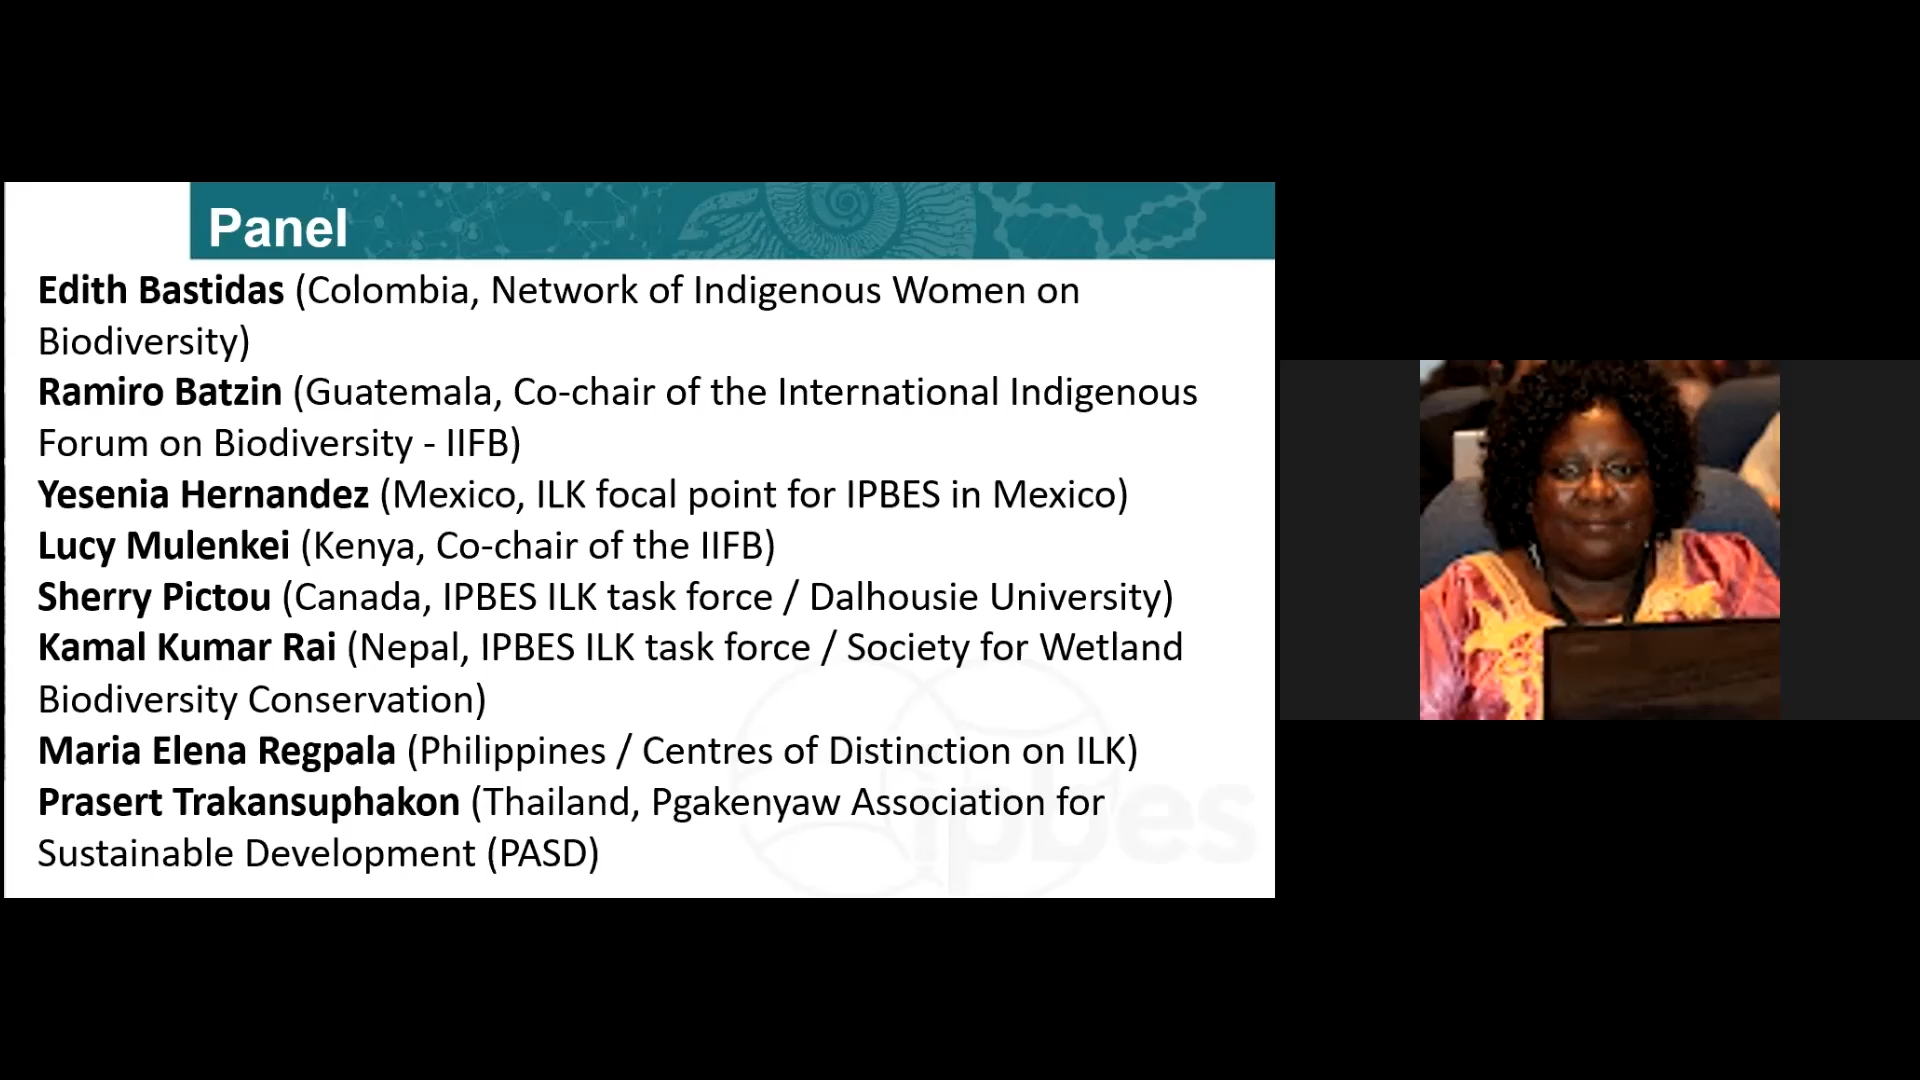 Panel
Edith Bastidas (Colombia, Network of Indigenous Women on
Biodiversity)
Ramiro Batzin (Guatemala, Co-chair of the International Indigenous
Forum on Biodiversity - IIFB)
Yesenia Hernandez (Mexico, ILK focal point for IPBES in Mexico)
Lucy Mulenkei (Kenya, Co-chair of the IIFB)
Sherry Pictou (Canada, IPBES ILK task force / Dalhousie University)
Kamal Kumar Rai (Nepal, IPBES ILK task force / Society for Wetland
Biodiversity Conservation)
Maria Elena Regpala (Philippines / Centres of Distinction on ILK)
Prasert Trakansuphakon (Thailand, Pgakenyaw Association for
Sustainable Development (PASD)
ipbes